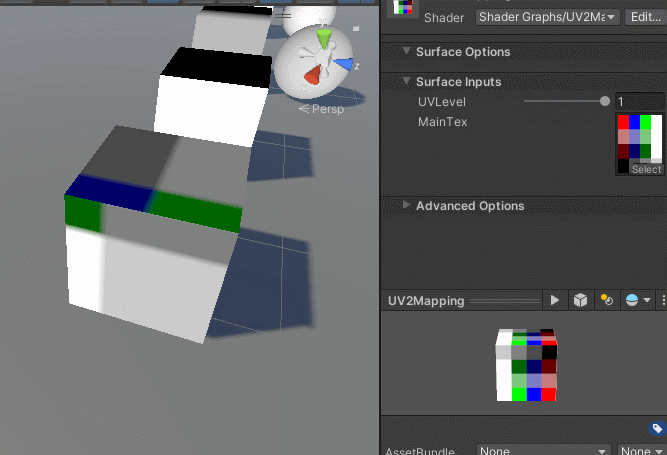 Shader
Shader Graphs/UV2Ma
Edit...
Surface Options
Surface Inputs
UVLevel
1
MainTex
Select
Advanced Options
z
Persp
UV2Mapping
AssetBundle
None
None